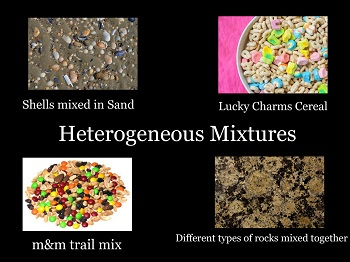 Shells mixed in Sand
Lucky Charms Cereal
Heterogeneous Mixtures
m&m trail mix
Different types of rocks mixed together